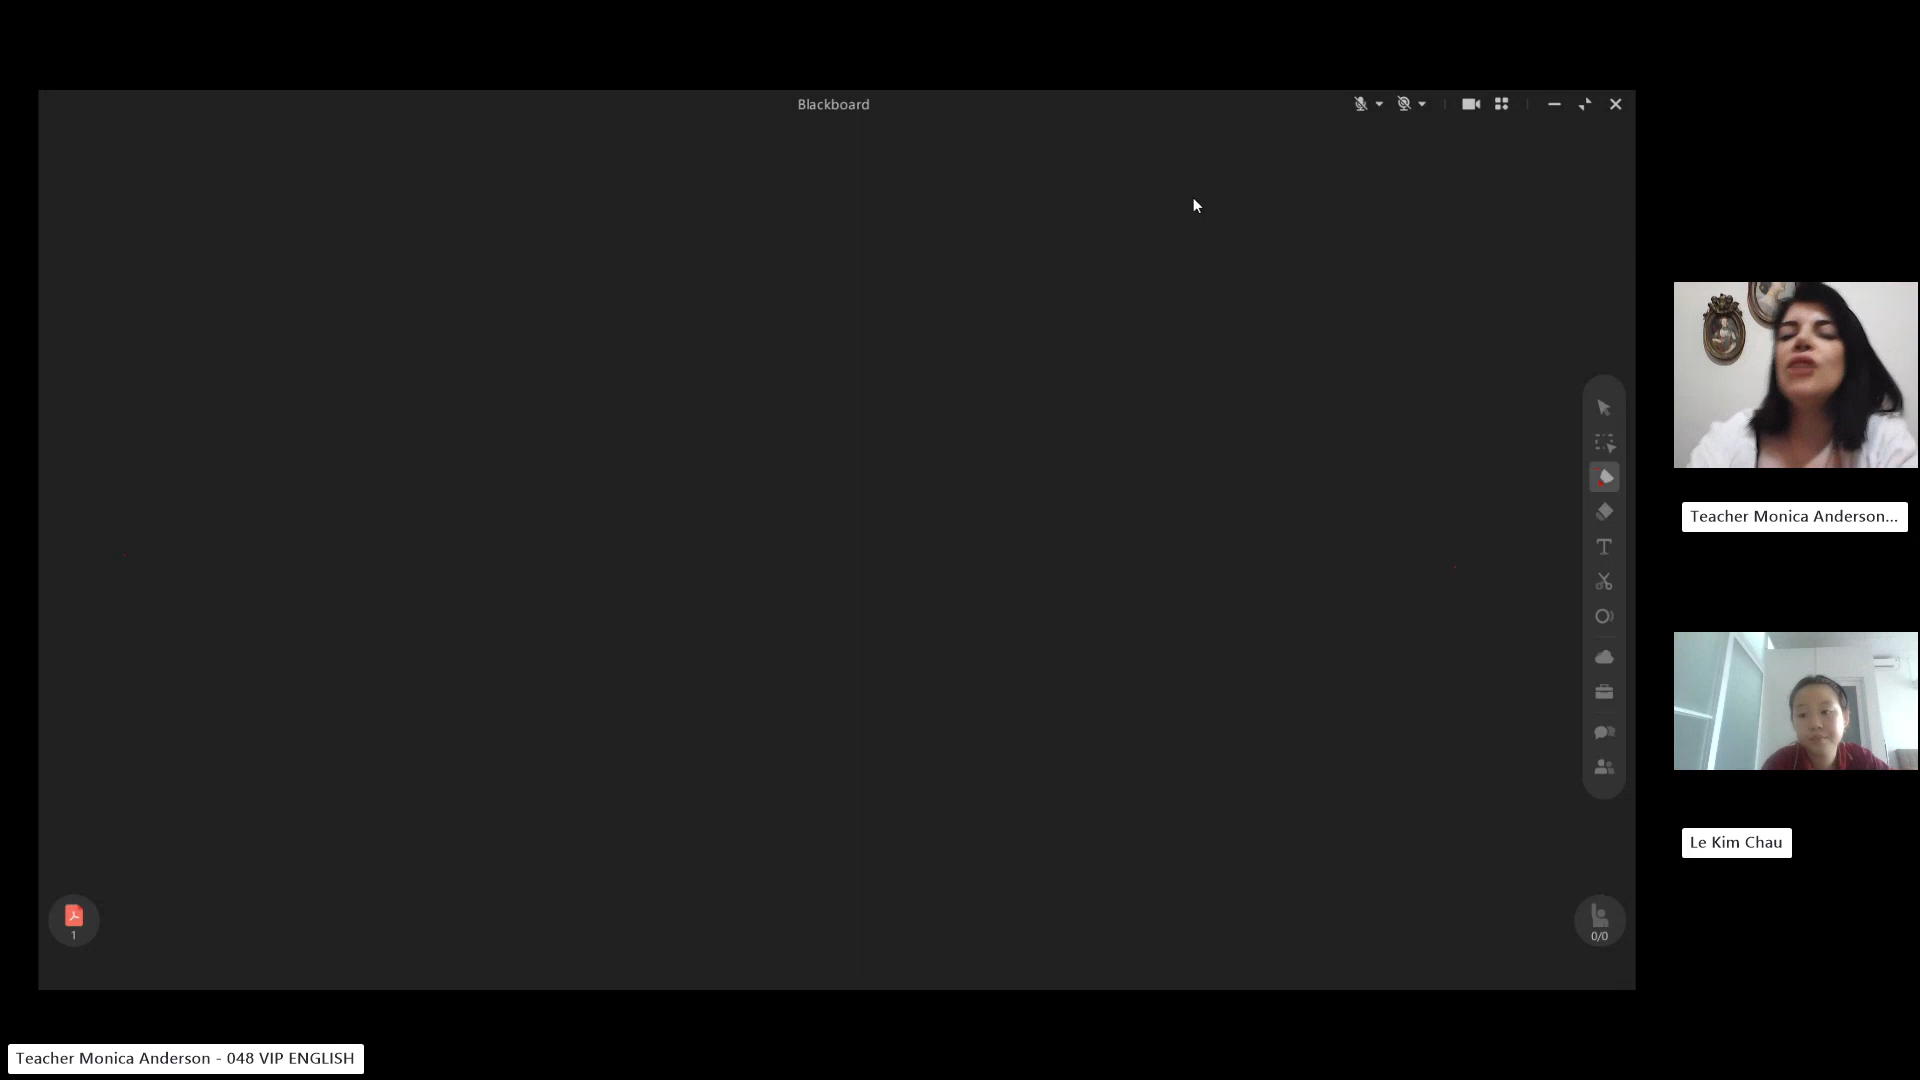 Blackboard
Teacher Monica Anderson...
Le Kim Chau
1
0/0
Teacher Monica Anderson - 048 VIP ENGLISH